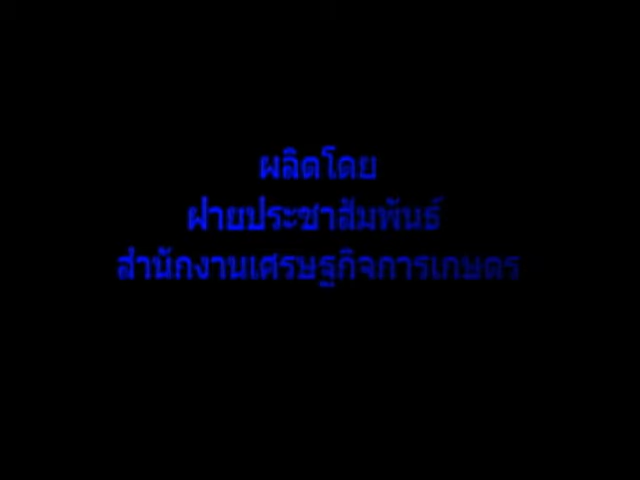 ผลิตโดย
ฝ่ายประชาสัมพันธ์
สำนักงานเศรษฐกิจการเกษตร